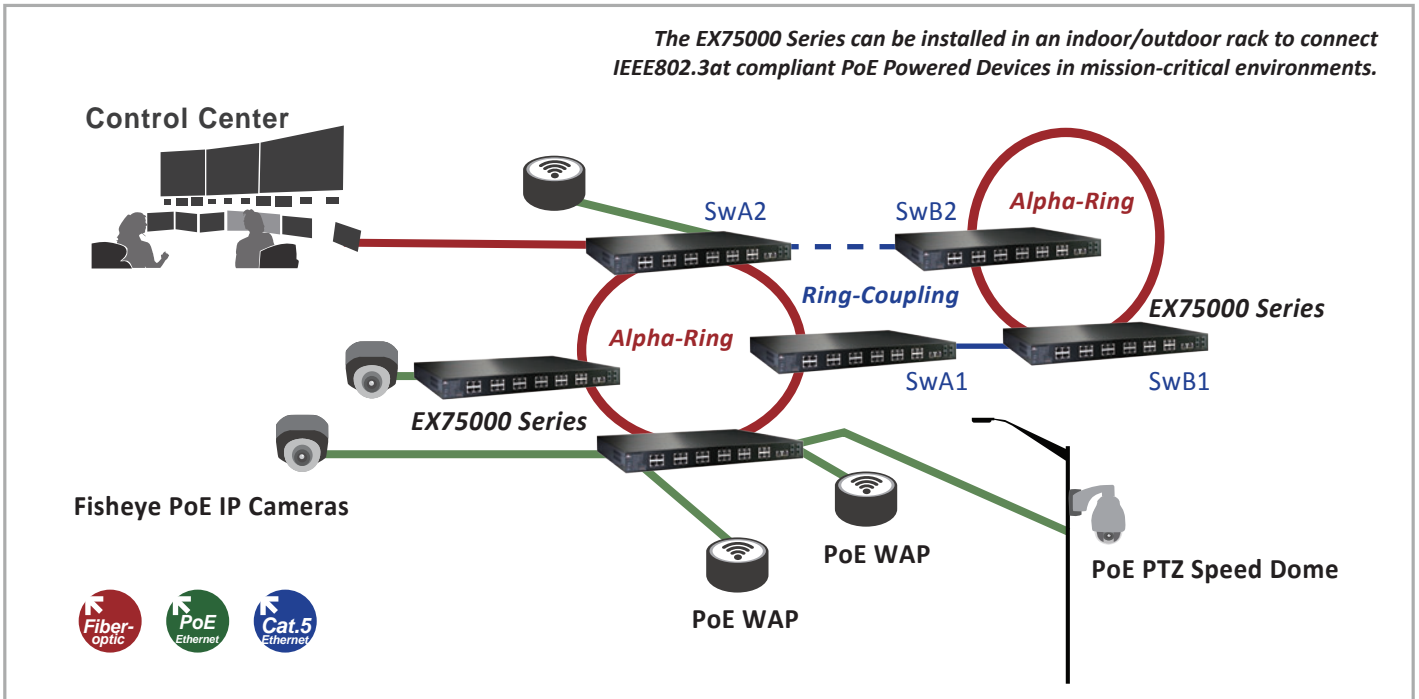 The EX75000 Series can be installed in an indoor/outdoor rack to connect
IEEE802.3at compliant PoE Powered Devices in mission-critical environments.
Control Center
SwA2
SwB2
Alpha-Ring
Ring-Coupling
EX75000 Series
Alpha-Ring
SwA1
SwB1
EX75000 Series
Fisheye PoE IP Cameras
PoE WAP
PoE PTZ Speed Dome
PoE WAP
Fiber-
optic
PoE
Ethernet
Cat.5
Ethernet